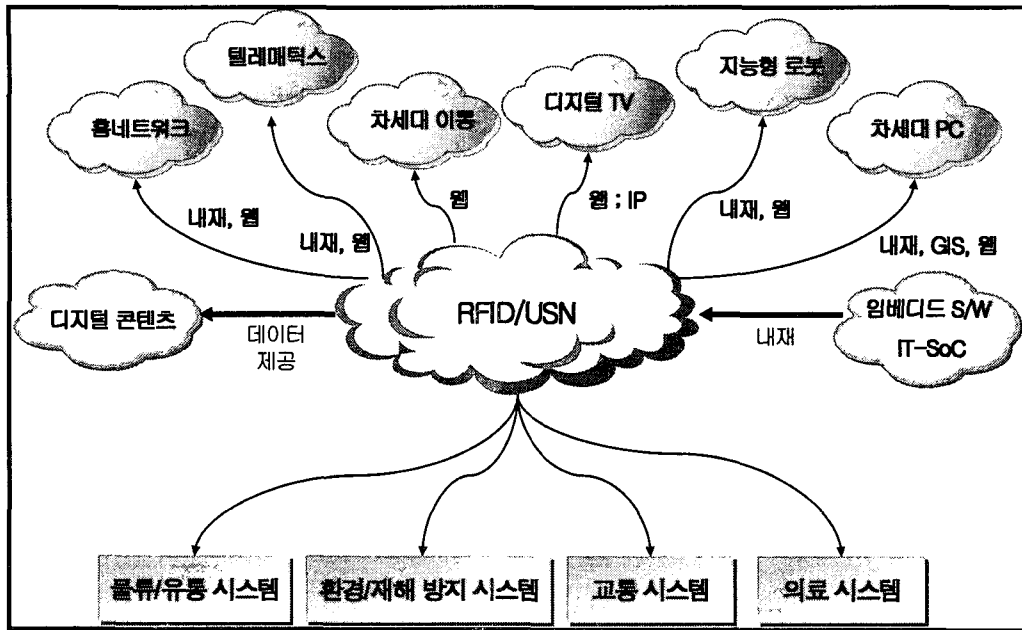 텔레매틱스
지능형 로봇
홈네트워크
차세대 이동
디지털 TV
차세대 PC
내재, 웹
내재, 웹
웹
웹 ; IP
내재, 웹
내재, GIS, 웹
디지털 콘텐츠
데이터
제공
RFID/USN
내재
임베디드 S/W
IT-SoC
물류/유통 시스템
환경/재해 방지 시스템
교통 시스템
의료 시스템